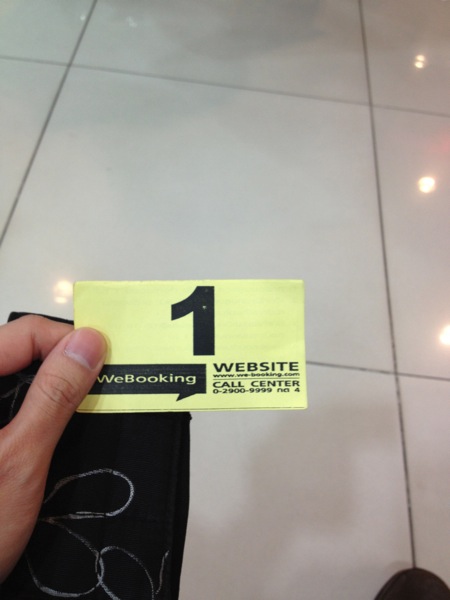 1
WeBooking
WEBSITE
www.we-booking.com
CALL CENTER
0-2900-9999 กด 4